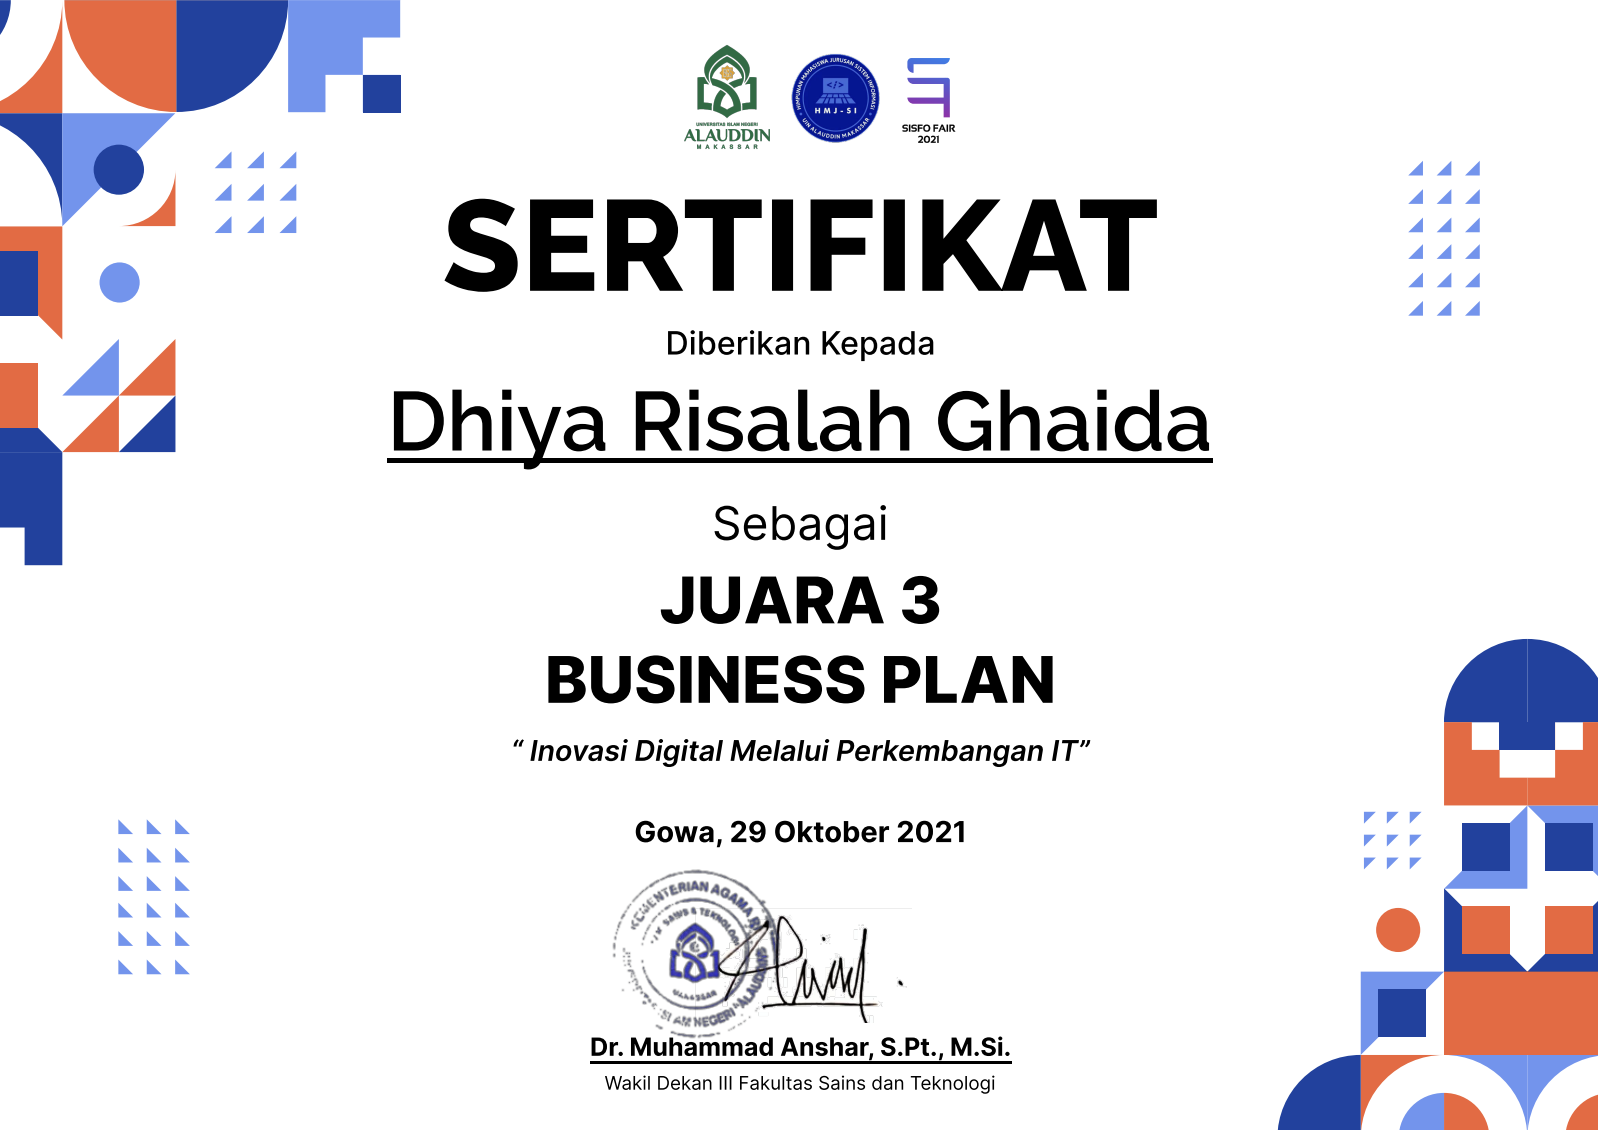 UNIVERSITAS ISLAM NEGERI
ALAUDDIN
MAKASSAR
HIMPUNAN MAHASISWA JURUSAN SISTEM INFORMASI
</>
HMJ-SI
UIN ALAUDDIN MAKASSAR
SISFO FAIR
2021
SERTIFIKAT
Diberikan Kepada
Dhiya Risalah Ghaida
Sebagai
JUARA 3
BUSINESS PLAN
“ Inovasi Digital Melalui Perkembangan IT”
Gowa, 29 Oktober 2021
KEMENTERIAN AGAMA
SAINS & TEKNOLOGI
MAKASSAR
NEGERI ALAUDDIN
Dr. Muhammad Anshar, S.Pt., M.Si.
Wakil Dekan III Fakultas Sains dan Teknologi